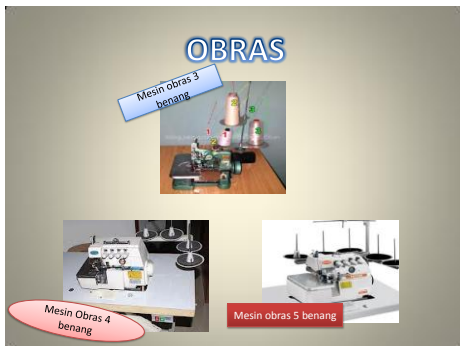 OBRAS
Mesin obras 3
benang
Mesin Obras 4
benang
Mesin obras 5 benang